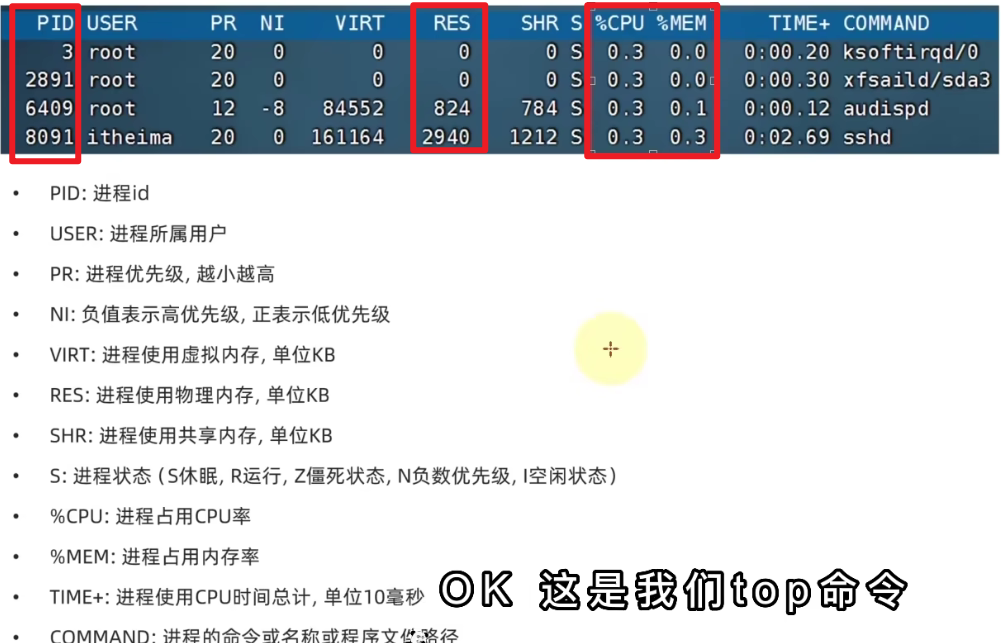 PID USER PR NI VIRT RES SHR S %CPU %MEM TIME+ COMMAND
3 root 20 0 0 0 0 S 0.3 0.0 0:00.20 ksoftirqd/0
2891 root 20 0 0 0 0 S 0.3 0.0 0:00.30 xfsaild/sda3
6409 root 12 -8 84552 824 784 S 0.3 0.1 0:00.12 audispd
8091 itheima 20 0 161164 2940 1212 S 0.3 0.3 0:02.69 sshd
• PID: 进程id
• USER: 进程所属用户
• PR: 进程优先级, 越小越高
• NI: 负值表示高优先级, 正表示低优先级
• VIRT: 进程使用虚拟内存, 单位KB
• RES: 进程使用物理内存, 单位KB
• SHR: 进程使用共享内存, 单位KB
• S: 进程状态 (S休眠, R运行, Z僵死状态, N负数优先级, I空闲状态)
• %CPU: 进程占用CPU率
• %MEM: 进程占用内存率
• TIME+: 进程使用CPU时间总计, 单位10毫秒
OK 这是我们top命令
• COMMAND: 进程的命令或名称或程序文件路径